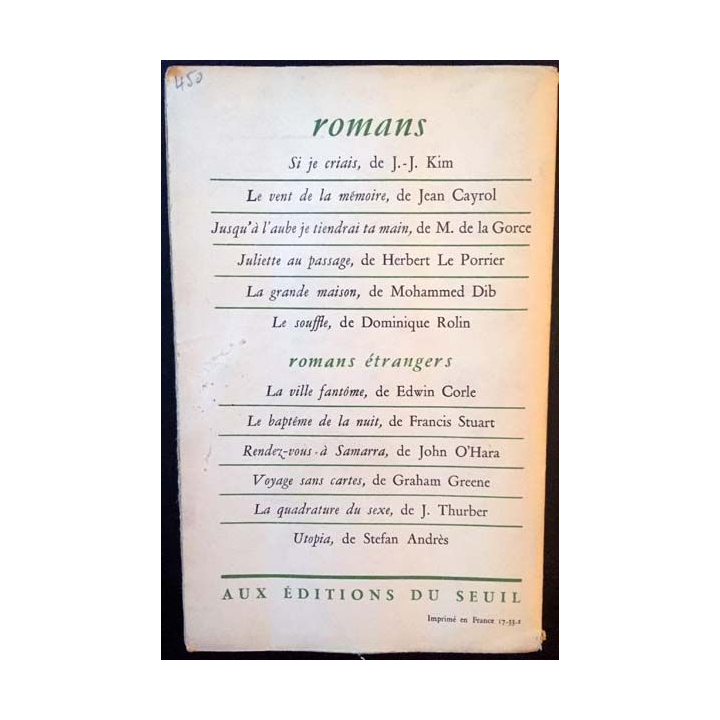 450
romans
Si je criais, de J.-J. Kim
Le vent de la mémoire, de Jean Cayrol
Jusqu'à l'aube je tiendrai ta main, de M. de la Gorce
Juliette au passage, de Herbert Le Porrier
La grande maison, de Mohammed Dib
Le souffle, de Dominique Rolin
romans étrangers
La ville fantôme, de Edwin Corle
Le baptême de la nuit, de Francis Stuart
Rendez-vous à Samarra, de John O'Hara
Voyage sans cartes, de Graham Greene
La quadrature du sexe, de J. Thurber
Utopia, de Stefan Andrès
AUX ÉDITIONS DU SEUIL
Imprimé en France 17-33-2